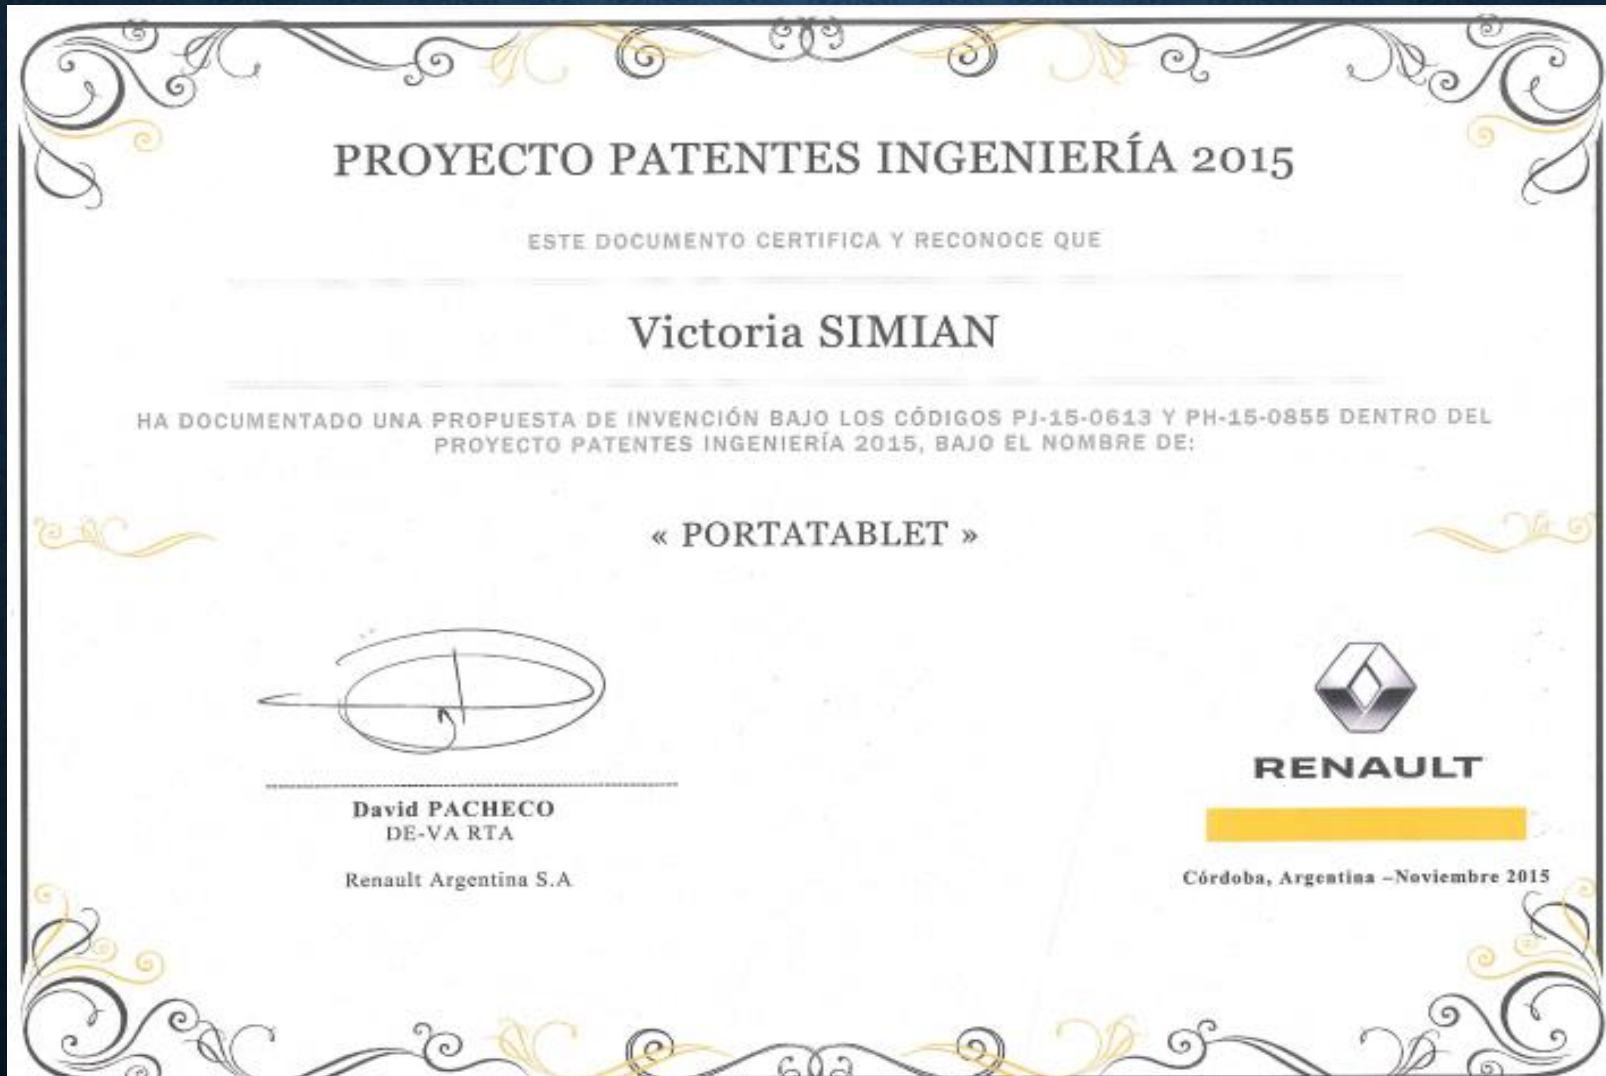 PROYECTO PATENTES INGENIERÍA 2015
ESTE DOCUMENTO CERTIFICA Y RECONOCE QUE
Victoria SIMIAN
HA DOCUMENTADO UNA PROPUESTA DE INVENCIÓN BAJO LOS CÓDIGOS PJ-15-0613 Y PH-15-0855 DENTRO DEL
PROYECTO PATENTES INGENIERÍA 2015, BAJO EL NOMBRE DE:
« PORTATABLET »
David PACHECO
DE-VA RTA
Renault Argentina S.A
RENAULT
Córdoba, Argentina –Noviembre 2015